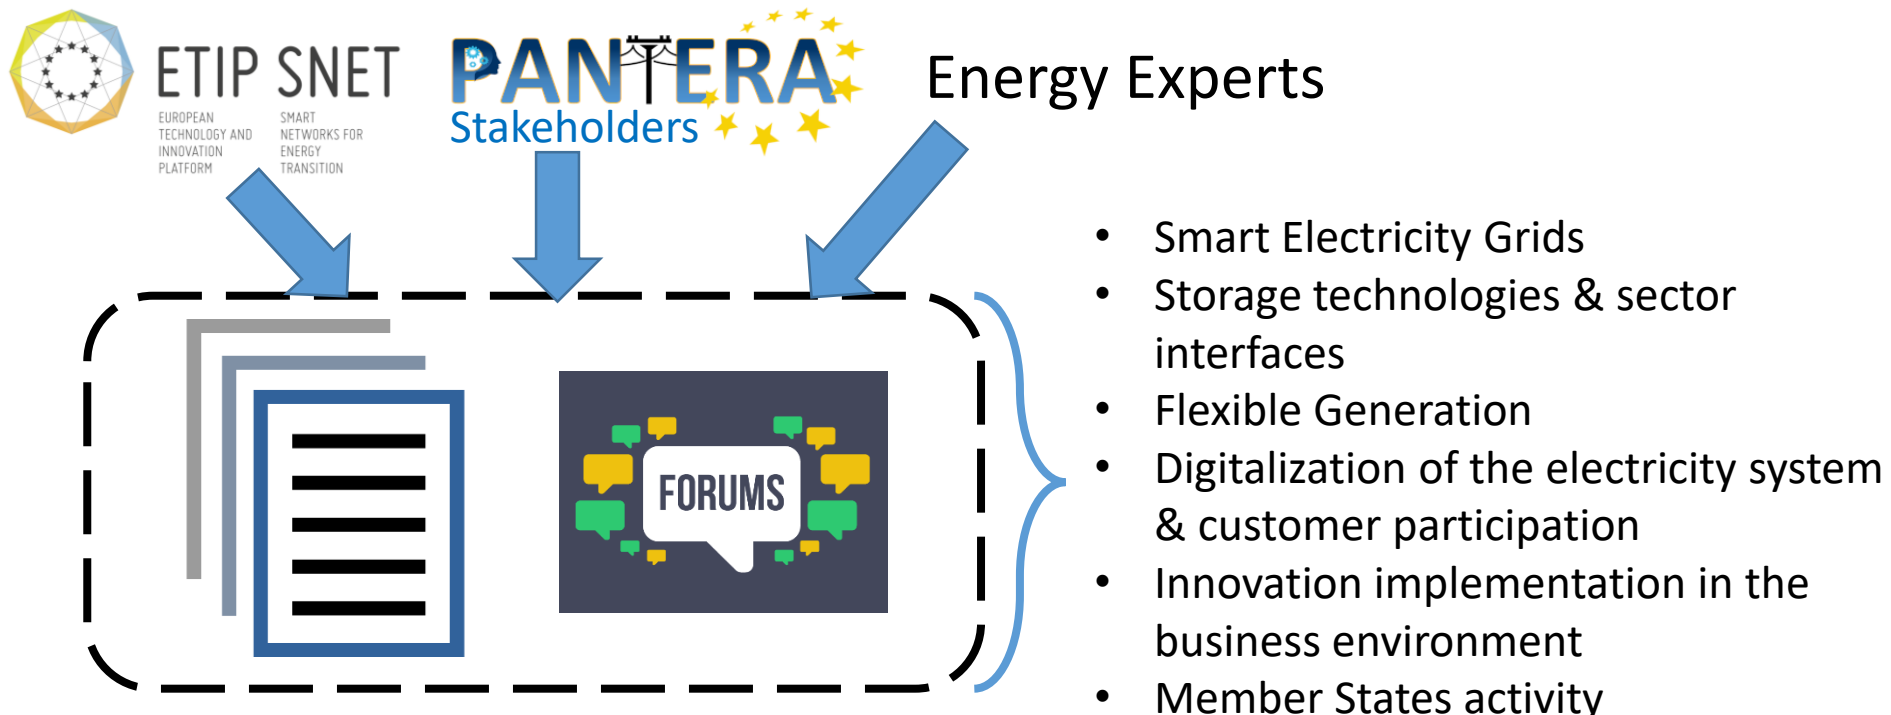 ETIP SNET
EUROPEAN
TECHNOLOGY AND
INNOVATION
PLATFORM
SMART
NETWORKS FOR
ENERGY
TRANSITION
PANTERA
Stakeholders
Energy Experts
FORUMS
• Smart Electricity Grids
• Storage technologies & sector
interfaces
• Flexible Generation
• Digitalization of the electricity system
& customer participation
• Innovation implementation in the
business environment
• Member States activity